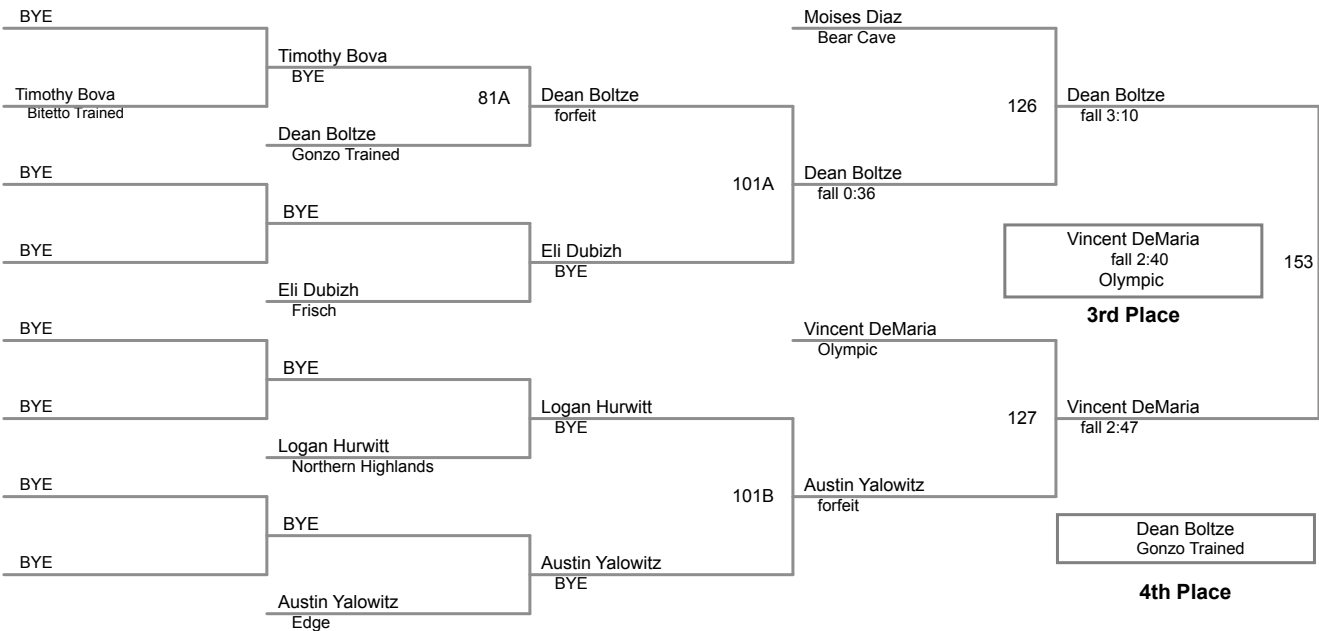 BYE
Timothy Bova
Bitetto Trained
BYE
BYE
BYE
BYE
BYE
BYE
Timothy Bova
BYE
Dean Boltze
Gonzo Trained
BYE
Eli Dubizh
Frisch
BYE
Logan Hurwitt
Northern Highlands
BYE
Austin Yalowitz
Edge
81A
Dean Boltze
forfeit
Eli Dubizh
BYE
Logan Hurwitt
BYE
Austin Yalowitz
BYE
101A
101B
Moises Diaz
Bear Cave
Dean Boltze
fall 0:36
Vincent DeMaria
Olympic
Austin Yalowitz
forfeit
126
127
Dean Boltze
fall 3:10
Vincent DeMaria
fall 2:40
Olympic
3rd Place
153
Vincent DeMaria
fall 2:47
Dean Boltze
Gonzo Trained
4th Place